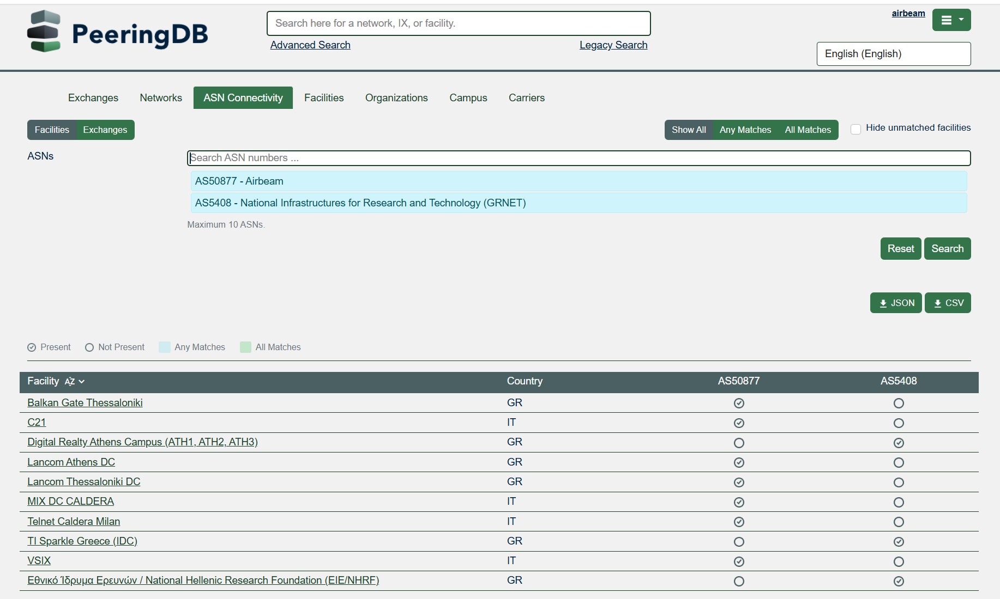 PeeringDB
Search here for a network, IX, or facility.
Advanced Search Legacy Search
airbeam
English (English)
Exchanges Networks ASN Connectivity Facilities Organizations Campus Carriers
Facilities Exchanges Show All Any Matches All Matches Hide unmatched facilities
ASNs Search ASN numbers ...
AS50877 - Airbeam
AS5408 - National Infrastructures for Research and Technology (GRNET)
Maximum 10 ASNs.
Reset Search
JSON CSV
Present Not Present Any Matches All Matches
Facility AZ Country AS50877 AS5408
Balkan Gate Thessaloniki GR
C21 IT
Digital Realty Athens Campus (ATH1, ATH2, ATH3) GR
Lancom Athens DC GR
Lancom Thessaloniki DC GR
MIX DC CALDERA IT
Telnet Caldera Milan IT
TI Sparkle Greece (IDC) GR
VSIX IT
Εθνικό Ίδρυμα Ερευνών / National Hellenic Research Foundation (EIE/NHRF) GR